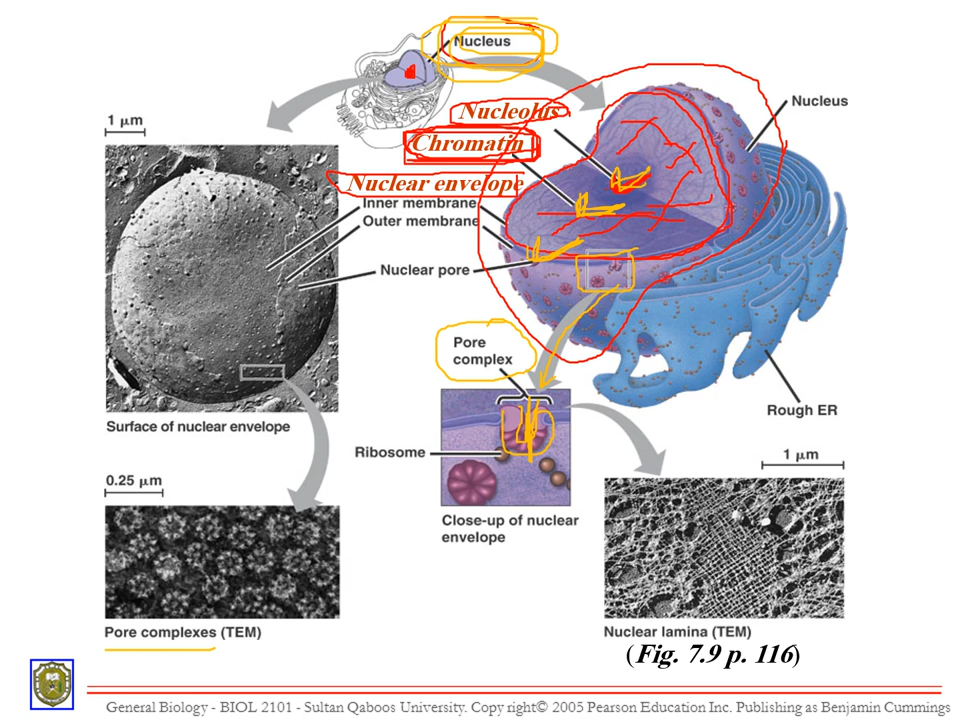 Nucleus
Nucleolus
Chromatin
Nuclear envelope
Inner membrane
Outer membrane
Nuclear pore
Nucleus
1 µm
Surface of nuclear envelope
Pore
complex
Rough ER
Ribosome
Close-up of nuclear
envelope
0.25 µm
Pore complexes (TEM)
1 µm
Nuclear lamina (TEM)
(Fig. 7.9 p. 116)
General Biology - BIOL 2101 - Sultan Qaboos University. Copy right© 2005 Pearson Education Inc. Publishing as Benjamin Cummings